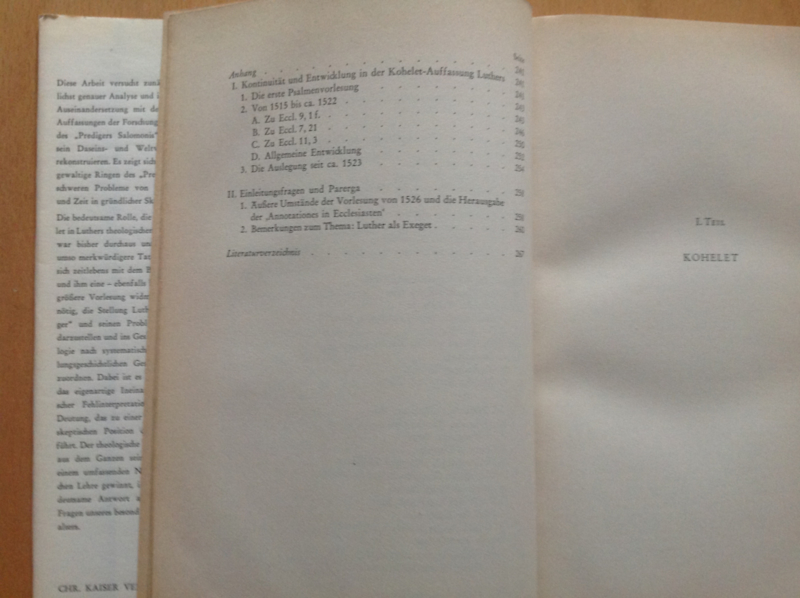 Diese Arbeit versucht zunä
lichst genauer Analyse und i
Auseinandersetzung mit de
Auffassungen der Forschung
des „Predigers Salomonis“
sein Daseins- und Weltv
rekonstruieren. Es zeigt sich
gewaltige Ringen des „Pre
schweren Probleme von
und Zeit in gründlicher Sk
Die bedeutsame Rolle, die
let in Luthers theologischen
war bisher durchaus un
umso merkwürdigere Tat
sich zeitlebens mit dem B
und ihm eine – ebenfalls
größere Vorlesung widm
nötig, die Stellung Luth
ger“ und seinen Probl
darzustellen und im Ges
logie nach systematisch
lungsgeschichtlichen Ge
zuordnen. Dabei ist es
das eigenartige Ineina
scher Fehlinterpretatio
Deutung, das zu einer
skeptischen Position
führt. Der theologische
aus dem Ganzen sein
einem umfassenden N
chen Lehre gewinnt, i
deutsame Antwort a
Fragen unseres besond
alters.
CHR. KAISER VE
Seite
Anhang
I. Kontinuität und Entwicklung in der Kohelet-Auffassung Luthers
1. Die erste Psalmenvorlesung
2. Von 1515 bis ca. 1522
A. Zu Eccl. 9, 1 f.
B. Zu Eccl. 7, 21
C. Zu Eccl. 11, 3
D. Allgemeine Entwicklung
3. Die Auslegung seit ca. 1523
II. Einleitungsfragen und Parerga
1. Äußere Umstände der Vorlesung von 1526 und die Herausgabe
der ‚Annotationes in Ecclesiasten‘
2. Bemerkungen zum Thema: Luther als Exeget
Literaturverzeichnis
I. Teil
KOHELET